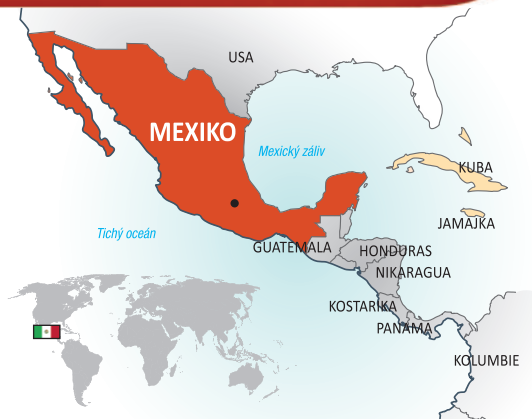 USA
MEXIKO
Mexický záliv
KUBA
JAMAJKA
Tichý oceán
GUATEMALA
HONDURAS
NIKARAGUA
KOSTARIKA
PANAMA
KOLUMBIE